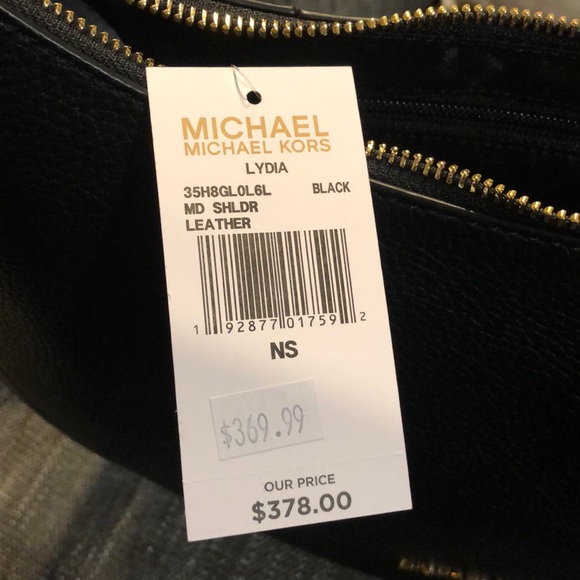 MICHAEL
MICHAEL KORS
LYDIA
35H8GL0L6L BLACK
MD SHLDR
LEATHER
1 92877 01759 2
NS
$369.99
OUR PRICE
$378.00